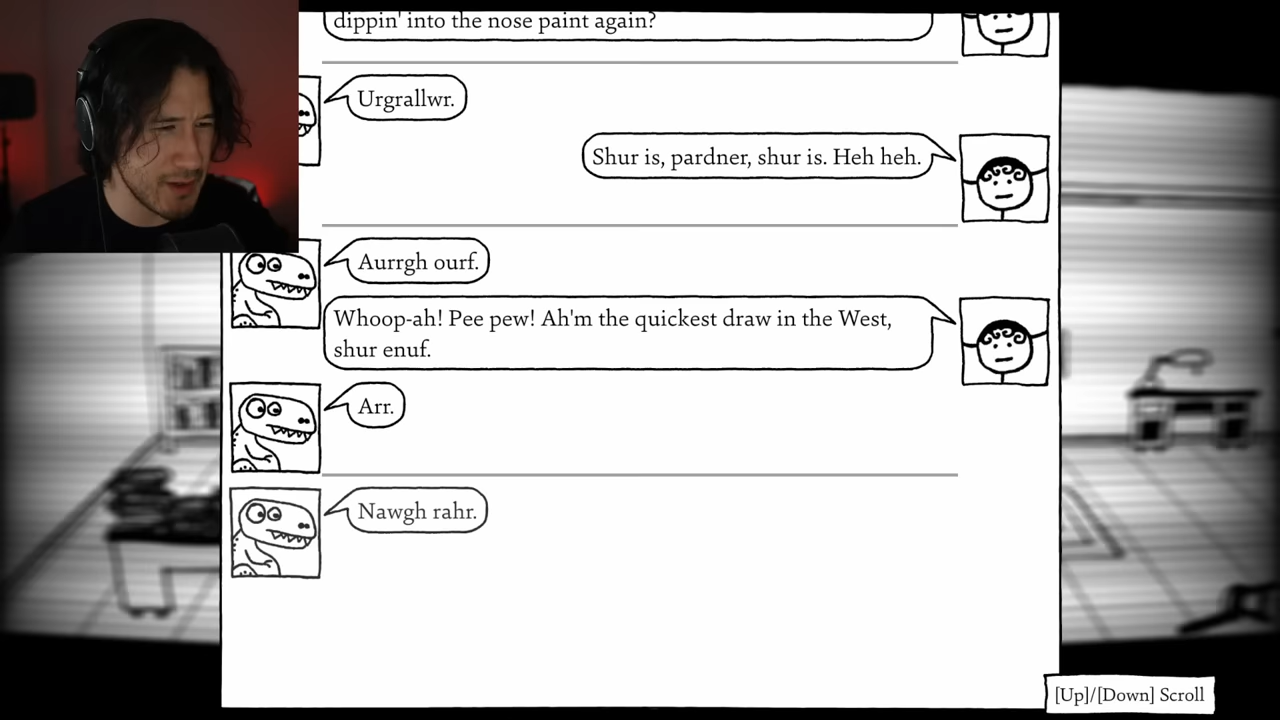 dippin' into the nose paint again?
Urgrallwr.
Shur is, pardner, shur is. Heh heh.
Aurrgh ourf.
Whoop-ah! Pee pew! Ah'm the quickest draw in the West,
shur enuf.
Arr.
Nawgh rahr.
[Up]/[Down] Scroll